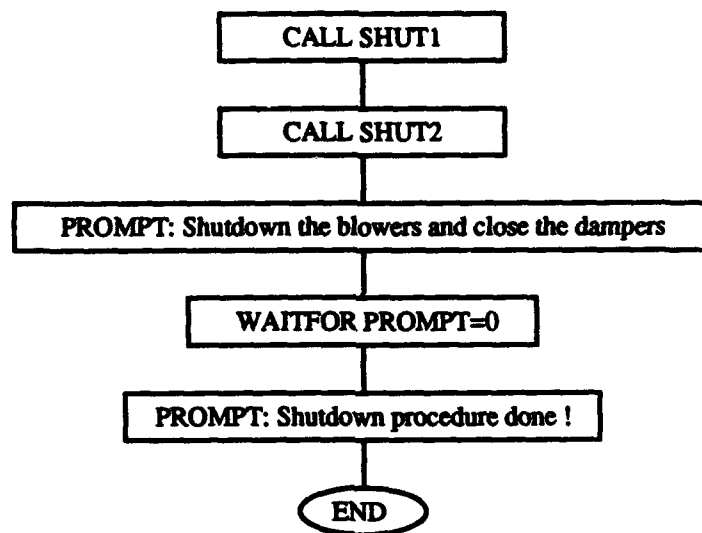 CALL SHUT1
CALL SHUT2
PROMPT: Shutdown the blowers and close the dampers
WAITFOR PROMPT=0
PROMPT: Shutdown procedure done !
END